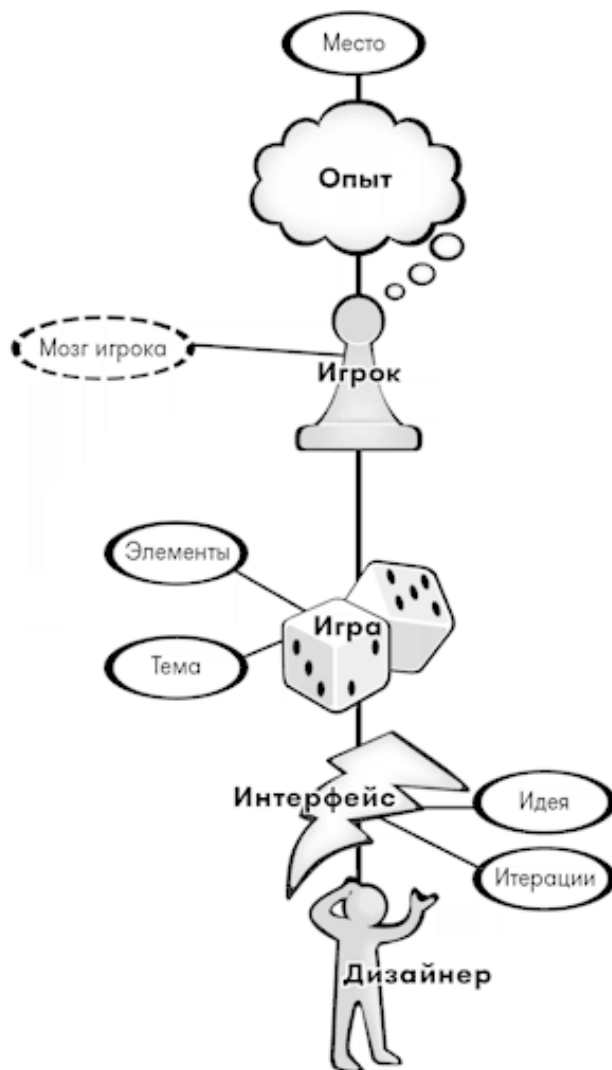 Место
Опыт
Мозг игрока
Игрок
Элементы
Игра
Тема
Интерфейс
Идея
Итерации
Дизайнер